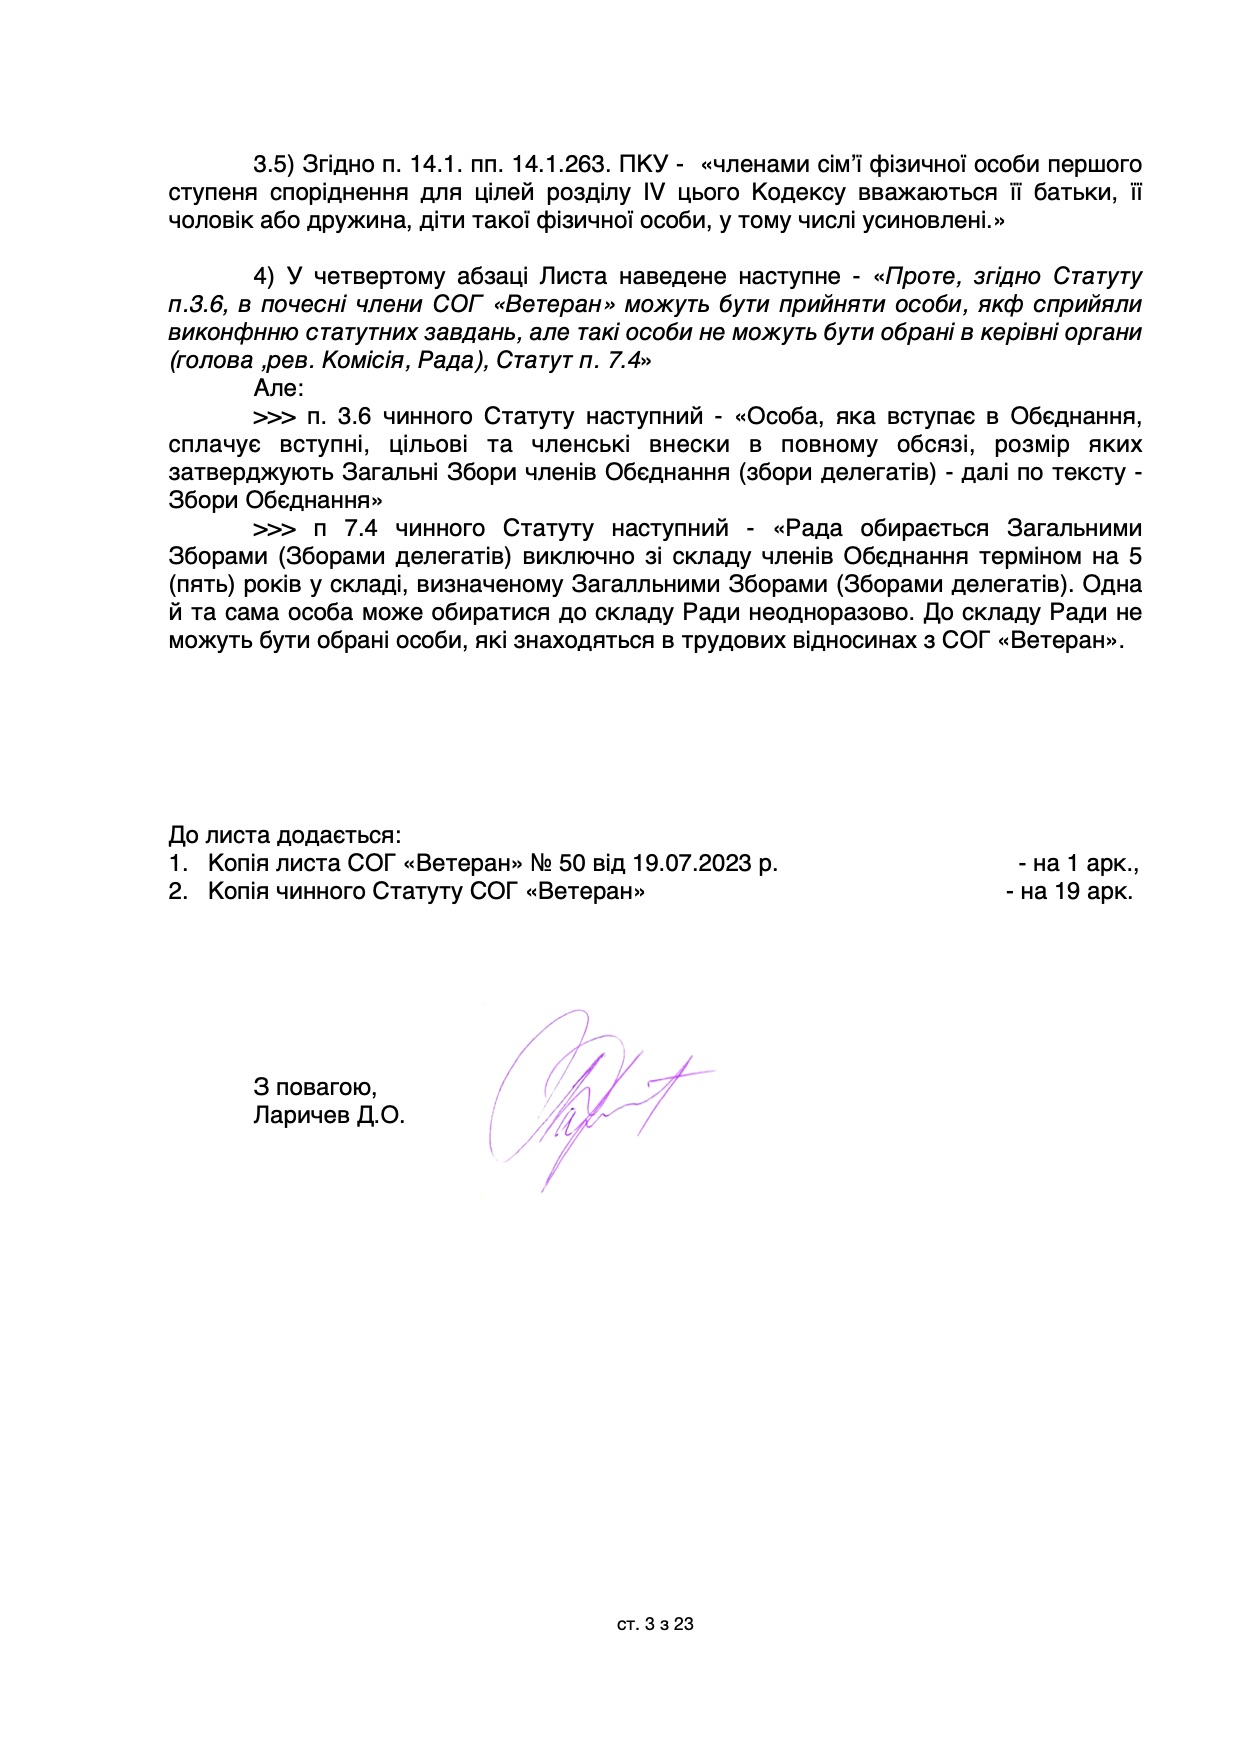 3.5) Згідно п. 14.1. пп. 14.1.263. ПКУ - «членами сім’ї фізичної особи першого
ступеня споріднення для цілей розділу IV цього Кодексу вважаються її батьки, її
чоловік або дружина, діти такої фізичної особи, у тому числі усиновлені.»
4) У четвертому абзаці Листа наведене наступне - «Проте, згідно Статуту
п.3.6, в почесні члени СОГ «Ветеран» можуть бути прийняти особи, якф сприйяли
виконфнню статутних завдань, але такі особи не можуть бути обрані в керівні органи
(голова ,рев. Комісія, Рада), Статут п. 7.4»
Але:
>>> п. 3.6 чинного Статуту наступний - «Особа, яка вступає в Обєднання,
сплачує вступні, цільові та членські внески в повному обсязі, розмір яких
затверджують Загальні Збори членів Обєднання (збори делегатів) - далі по тексту -
Збори Обєднання»
>>> п 7.4 чинного Статуту наступний - «Рада обирається Загальними
Зборами (Зборами делегатів) виключно зі складу членів Обєднання терміном на 5
(пять) років у складі, визначеному Загалльними Зборами (Зборами делегатів). Одна
й та сама особа може обиратися до складу Ради неодноразово. До складу Ради не
можуть бути обрані особи, які знаходяться в трудових відносинах з СОГ «Ветеран».
До листа додається:
1. Копія листа СОГ «Ветеран» № 50 від 19.07.2023 р. - на 1 арк.,
2. Копія чинного Статуту СОГ «Ветеран» - на 19 арк.
З повагою,
Ларичев Д.О.
ст. 3 з 23